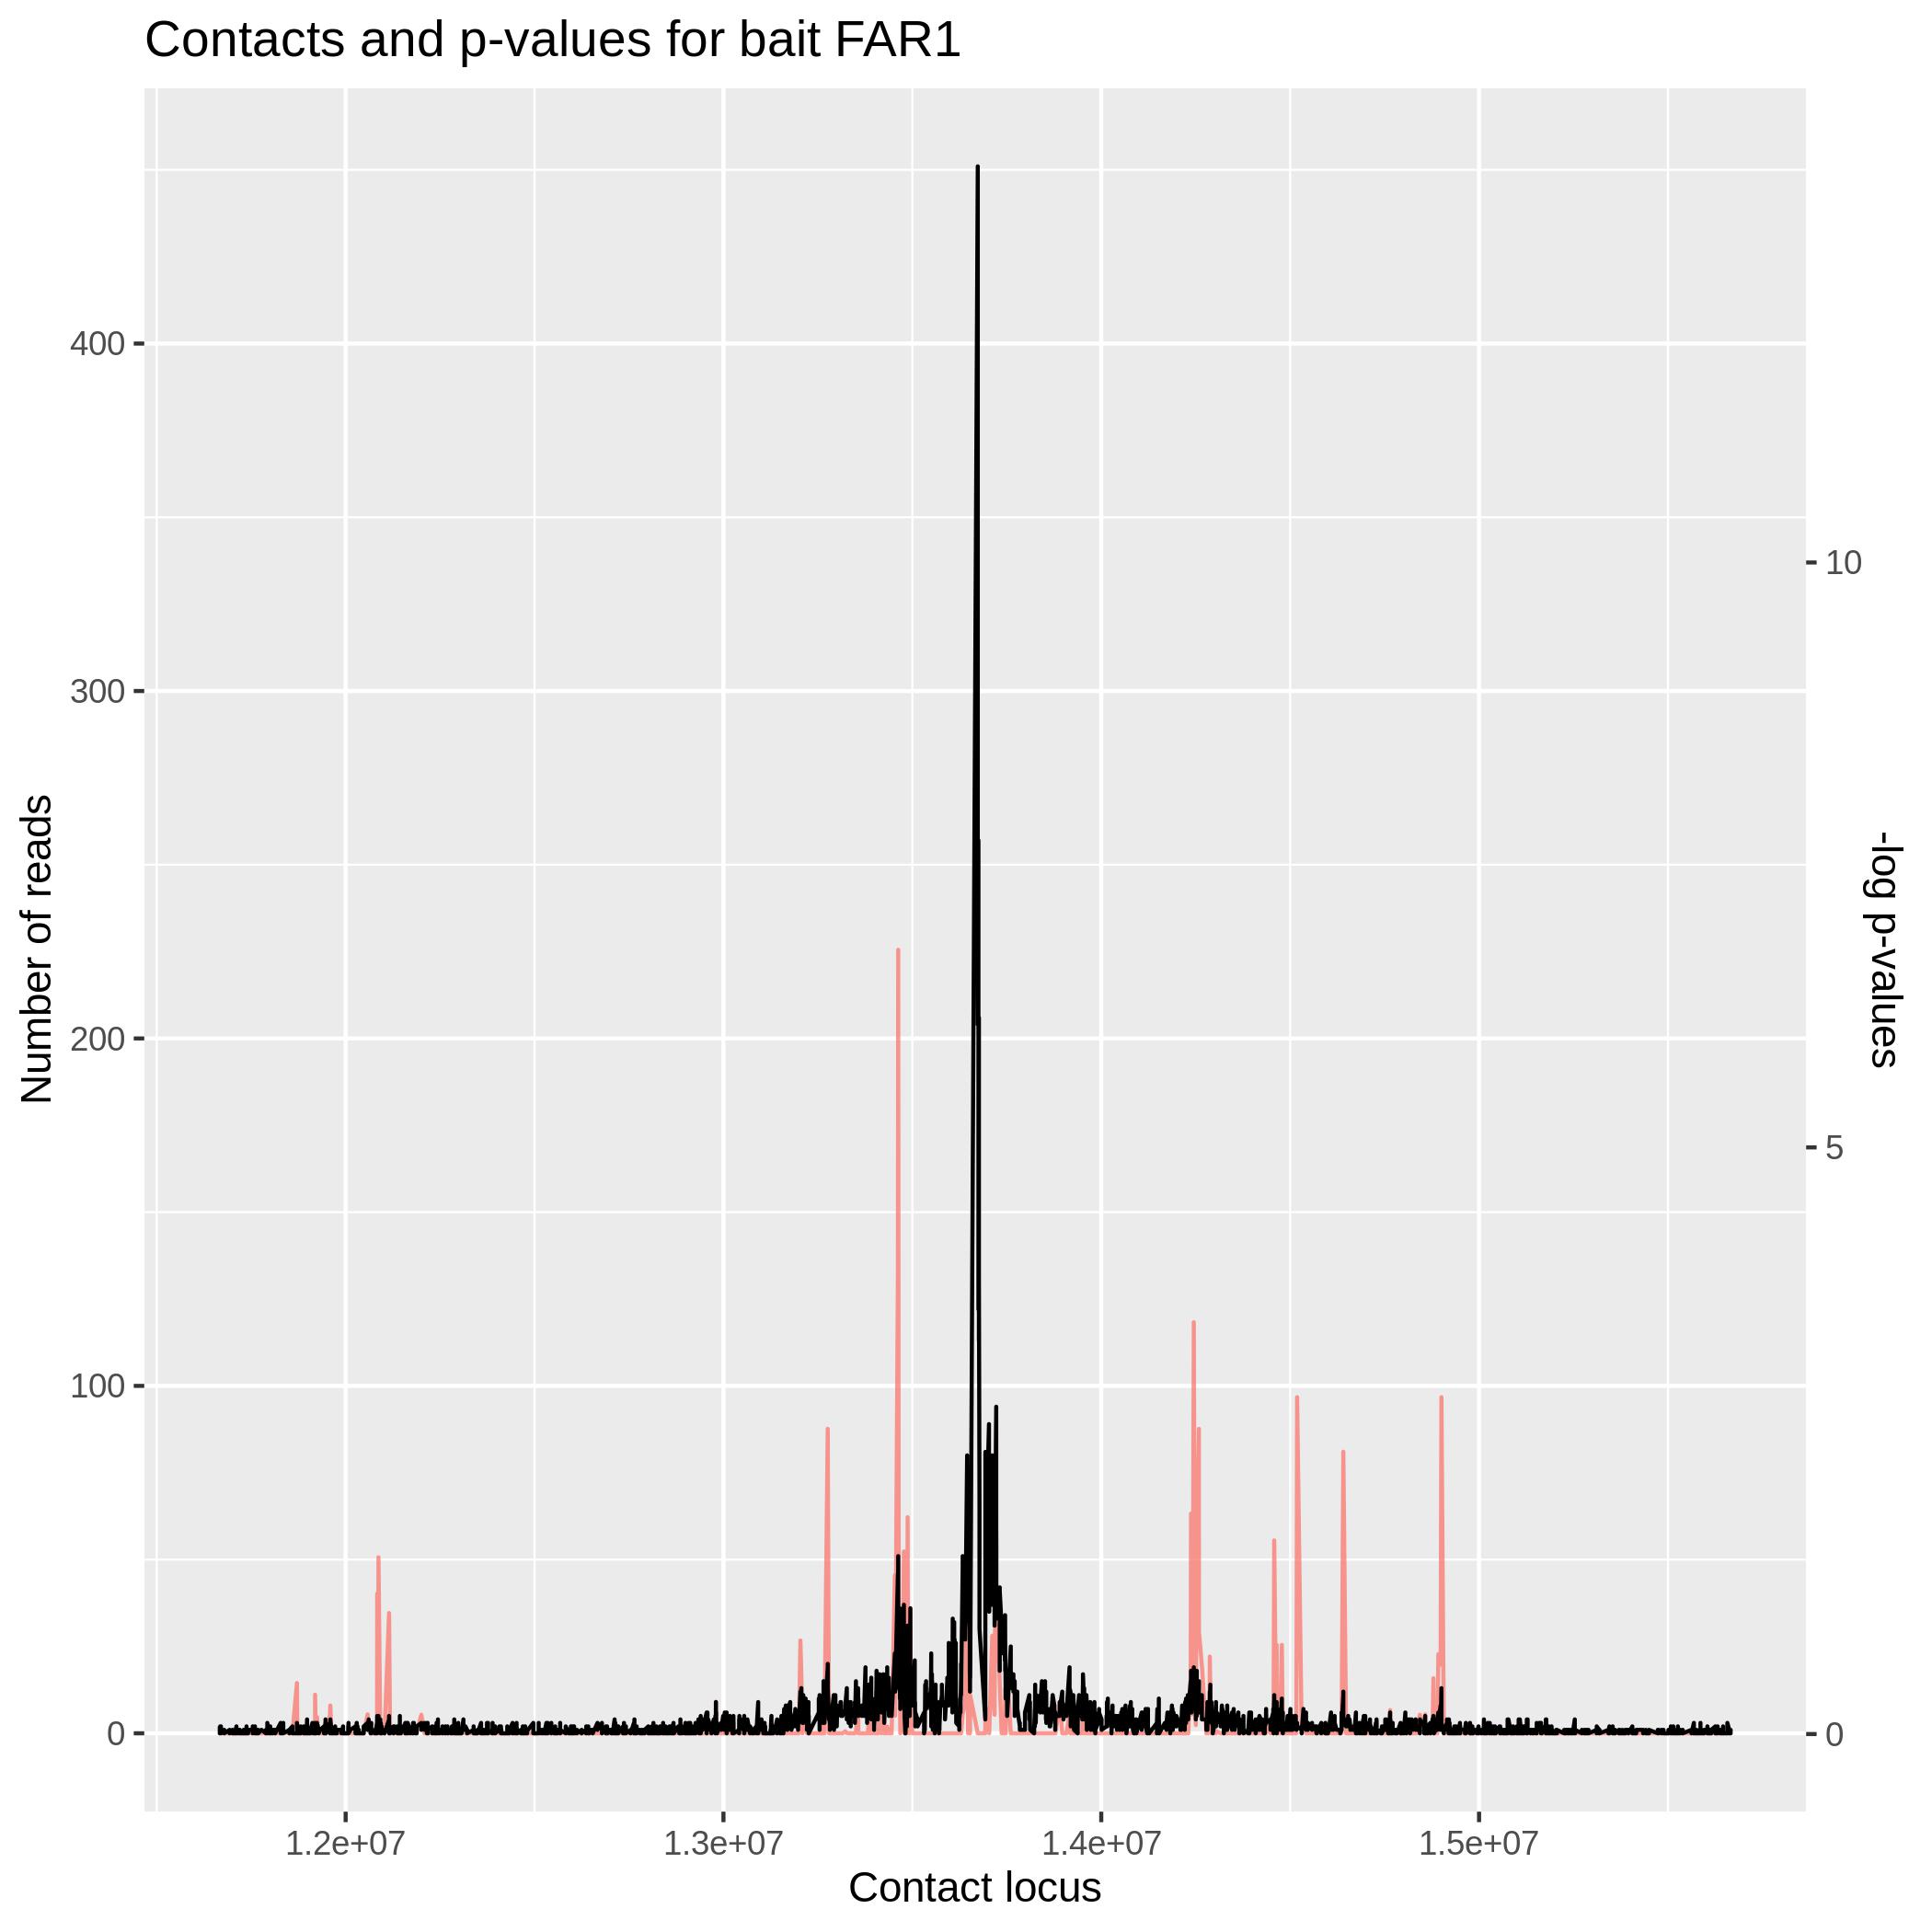 Contacts and p-values for bait FAR1
Number of reads
400
300
200
100
0
10
5
0
-log p-values
1.2e+07
1.3e+07
1.4e+07
1.5e+07
Contact locus